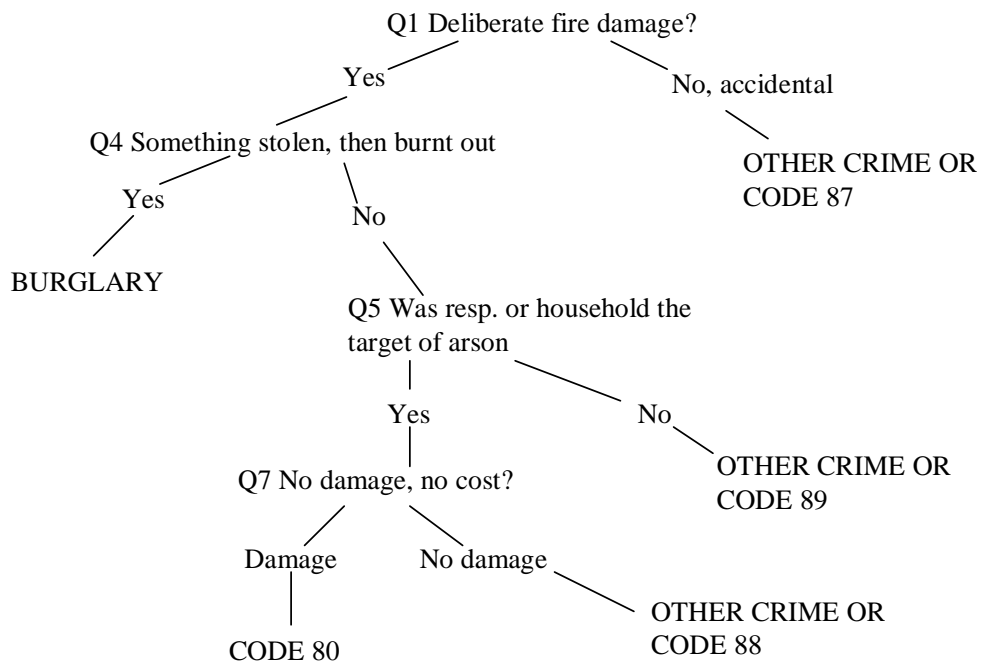 Q1 Deliberate fire damage?
Yes
No, accidental
Q4 Something stolen, then burnt out
OTHER CRIME OR
CODE 87
Yes
No
BURGLARY
Q5 Was resp. or household the
target of arson
Yes
No
OTHER CRIME OR
CODE 89
Q7 No damage, no cost?
Damage
No damage
OTHER CRIME OR
CODE 88
CODE 80